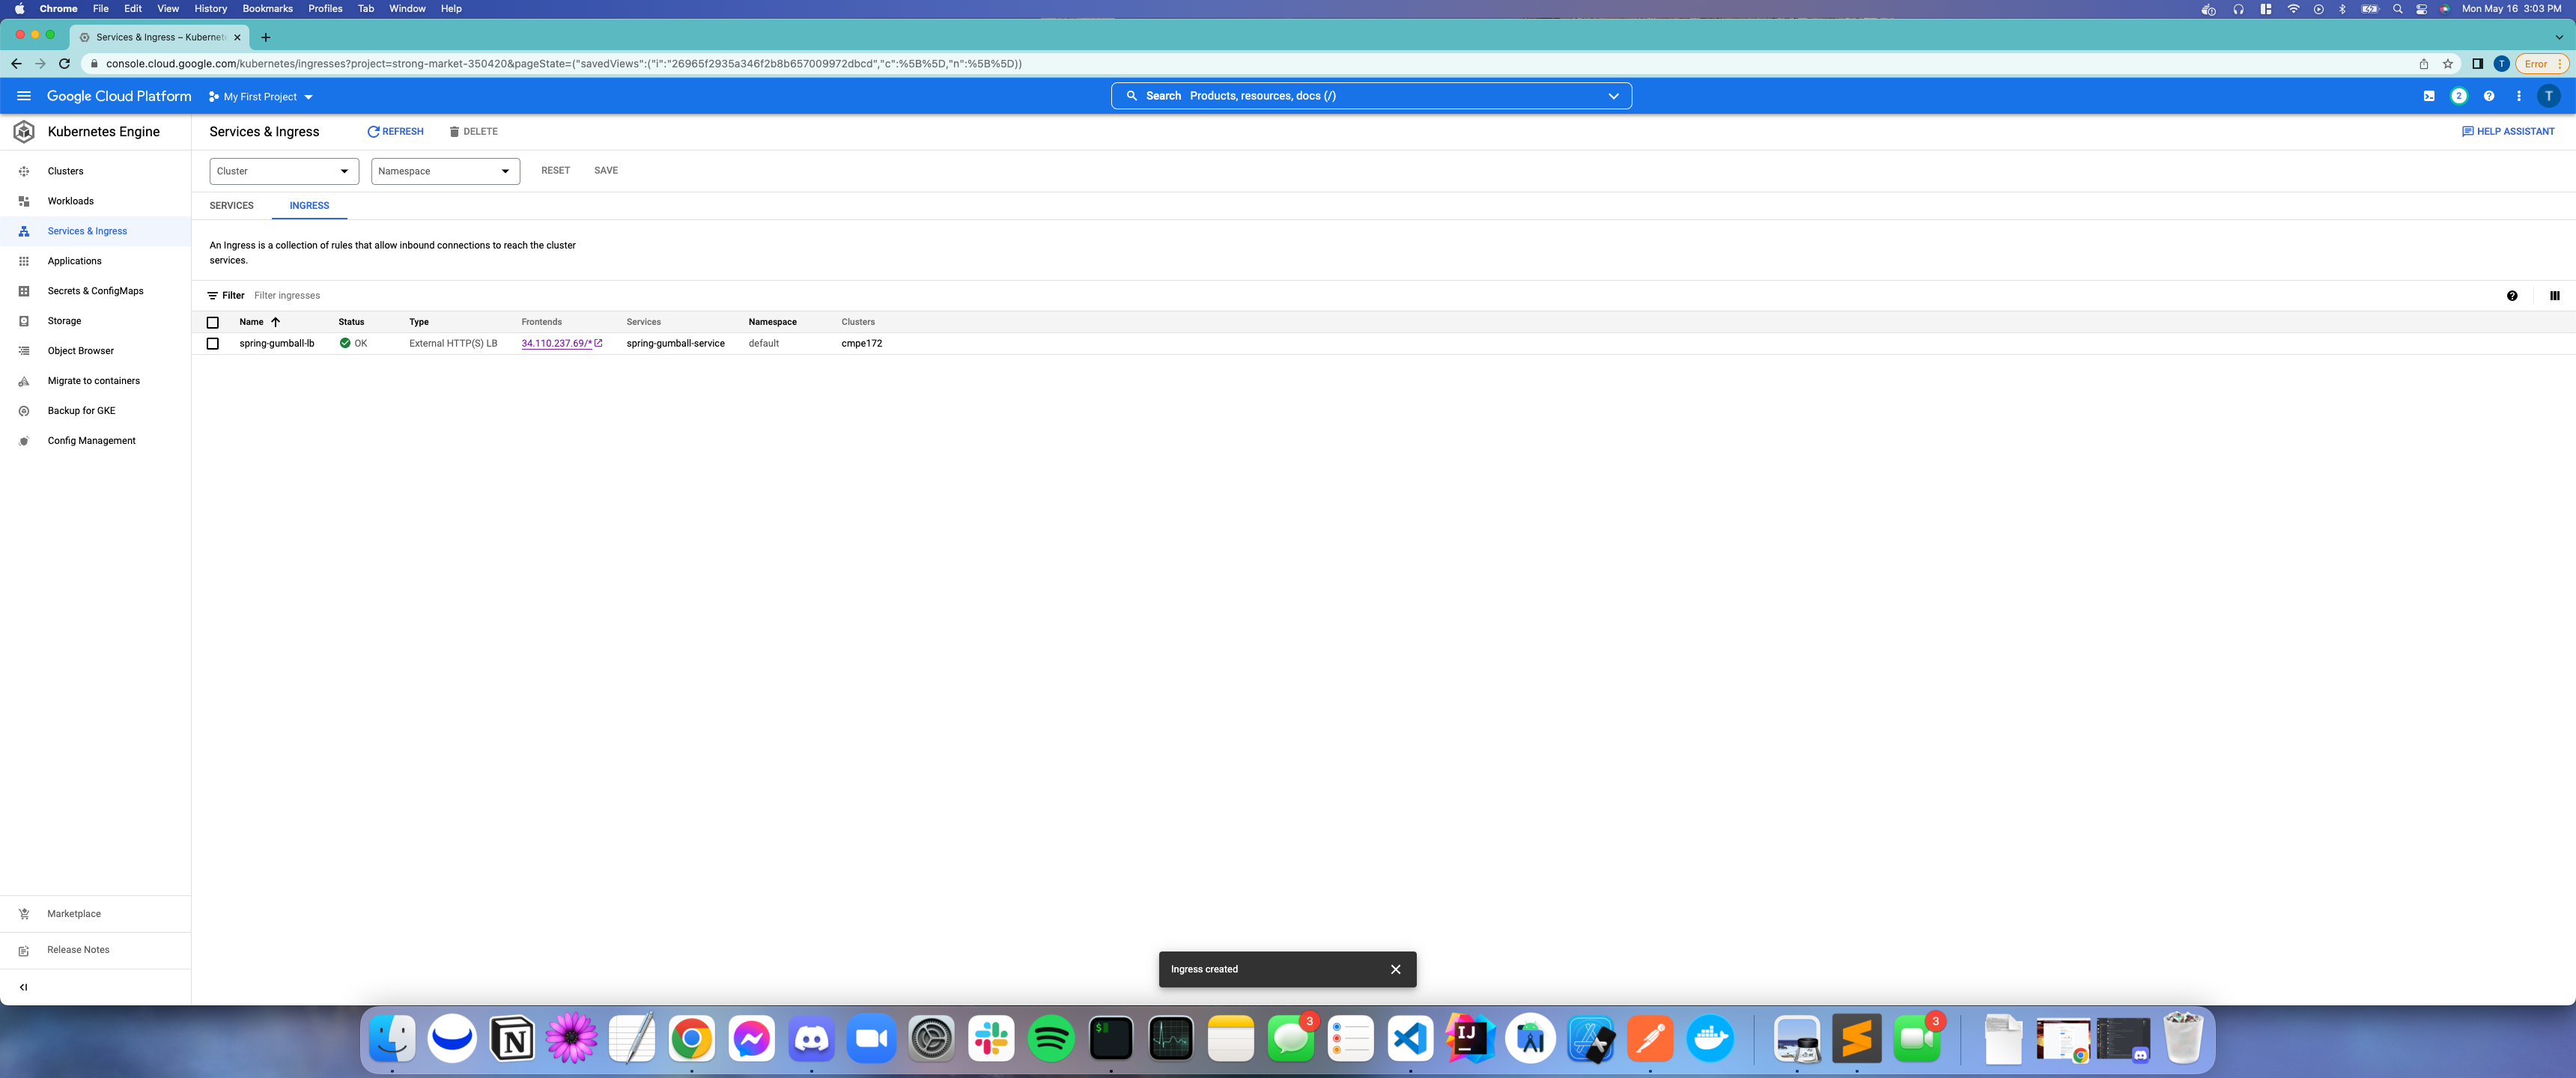 Chrome File Edit View History Bookmarks Profiles Tab Window Help Mon May 16 3:03 PM
Services & Ingress – Kubernete
console.cloud.google.com/kubernetes/ingresses?project=strong-market-350420&pageState=("savedViews":("i":"26965f2935a346f2b8b657009972dbcd","c":%5B%5D,"n":%5B%5D))
T Error
Google Cloud Platform My First Project Search Products, resources, docs (/) 2 T
Kubernetes Engine
Services & Ingress REFRESH DELETE HELP ASSISTANT
Clusters
Workloads
Services & Ingress
Applications
Secrets & ConfigMaps
Storage
Object Browser
Migrate to containers
Backup for GKE
Config Management
Cluster Namespace RESET SAVE
SERVICES INGRESS
An Ingress is a collection of rules that allow inbound connections to reach the cluster
services.
Filter Filter ingresses
Name Status Type Frontends Services Namespace Clusters
spring-gumball-lb OK External HTTP(S) LB 34.110.237.69/* spring-gumball-service default cmpe172
Marketplace
Release Notes
Ingress created
3
3
$
IJ